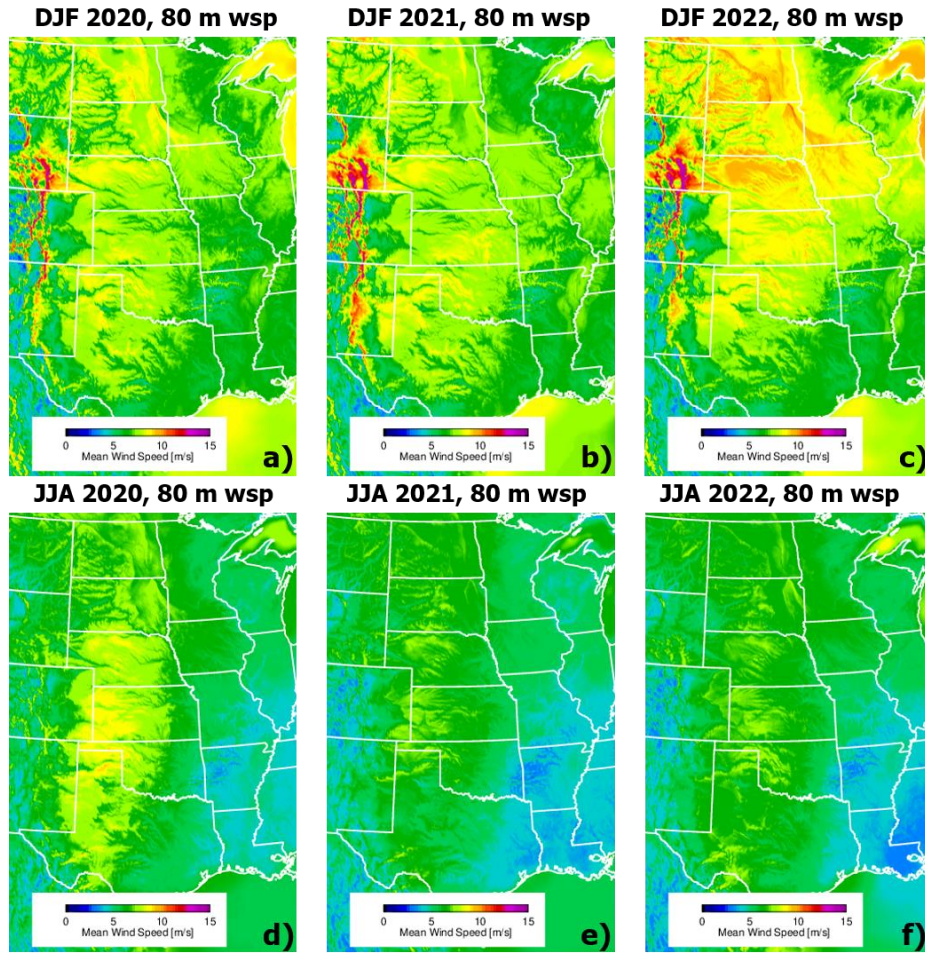 DJF 2020, 80 m wsp
DJF 2021, 80 m wsp
DJF 2022, 80 m wsp
0 5 10 15
Mean Wind Speed [m/s]
a)
0 5 10 15
Mean Wind Speed [m/s]
b)
0 5 10 15
Mean Wind Speed [m/s]
c)
JJA 2020, 80 m wsp
JJA 2021, 80 m wsp
JJA 2022, 80 m wsp
0 5 10 15
Mean Wind Speed [m/s]
d)
0 5 10 15
Mean Wind Speed [m/s]
e)
0 5 10 15
Mean Wind Speed [m/s]
f)